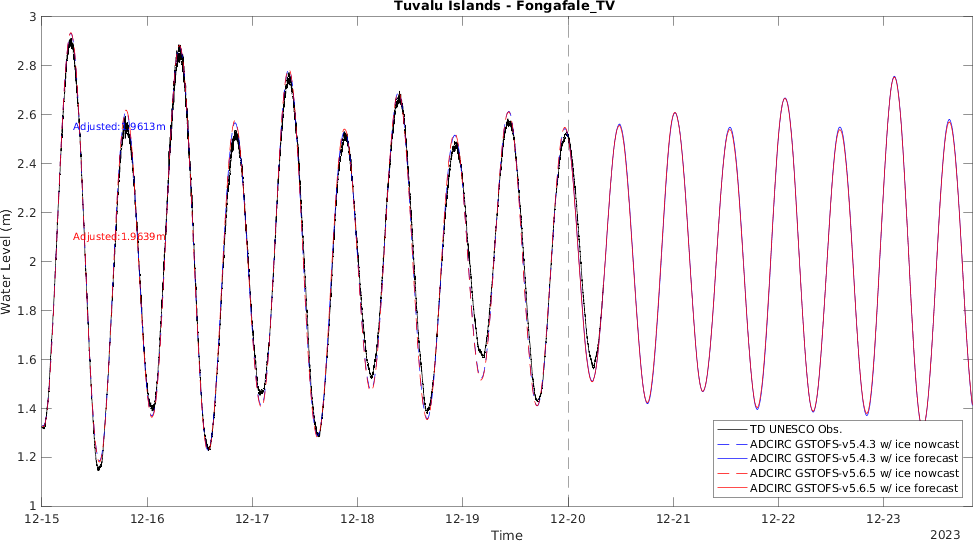 Tuvalu Islands - Fongafale_TV
3
2.8
2.6
2.4
2.2
2
1.8
1.6
1.4
1.2
1
Water Level (m)
Adjusted:1.9613m
Adjusted:1.9639m
TD UNESCO Obs.
ADCIRC GSTOFS-v5.4.3 w/ ice nowcast
ADCIRC GSTOFS-v5.4.3 w/ ice forecast
ADCIRC GSTOFS-v5.6.5 w/ ice nowcast
ADCIRC GSTOFS-v5.6.5 w/ ice forecast
12-15 12-16 12-17 12-18 12-19 12-20 12-21 12-22 12-23
Time
2023